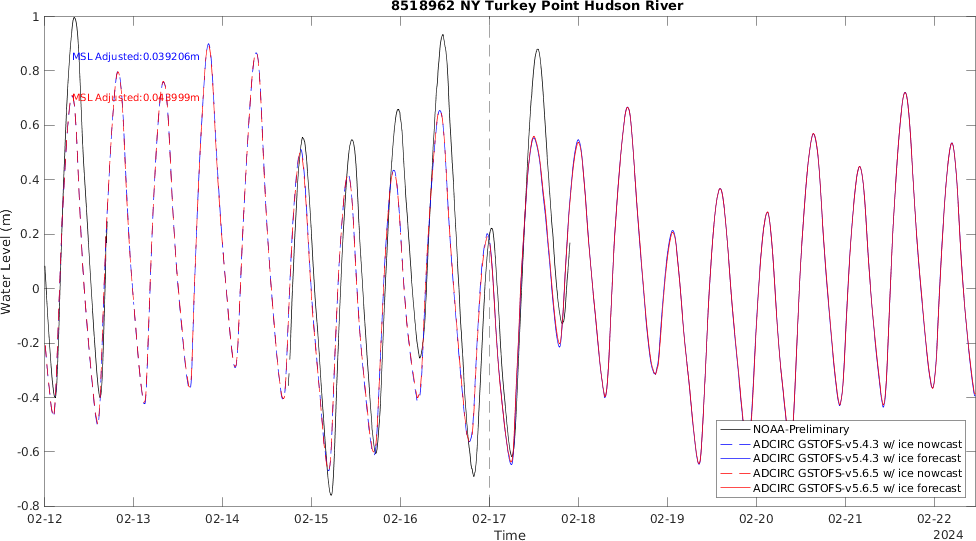 8518962 NY Turkey Point Hudson River
1
0.8
0.6
0.4
0.2
0
-0.2
-0.4
-0.6
-0.8
Water Level (m)
MSL Adjusted:0.039206m
MSL Adjusted:0.048999m
NOAA-Preliminary
ADCIRC GSTOFS-v5.4.3 w/ ice nowcast
ADCIRC GSTOFS-v5.4.3 w/ ice forecast
ADCIRC GSTOFS-v5.6.5 w/ ice nowcast
ADCIRC GSTOFS-v5.6.5 w/ ice forecast
02-12 02-13 02-14 02-15 02-16 02-17 02-18 02-19 02-20 02-21 02-22
Time
2024